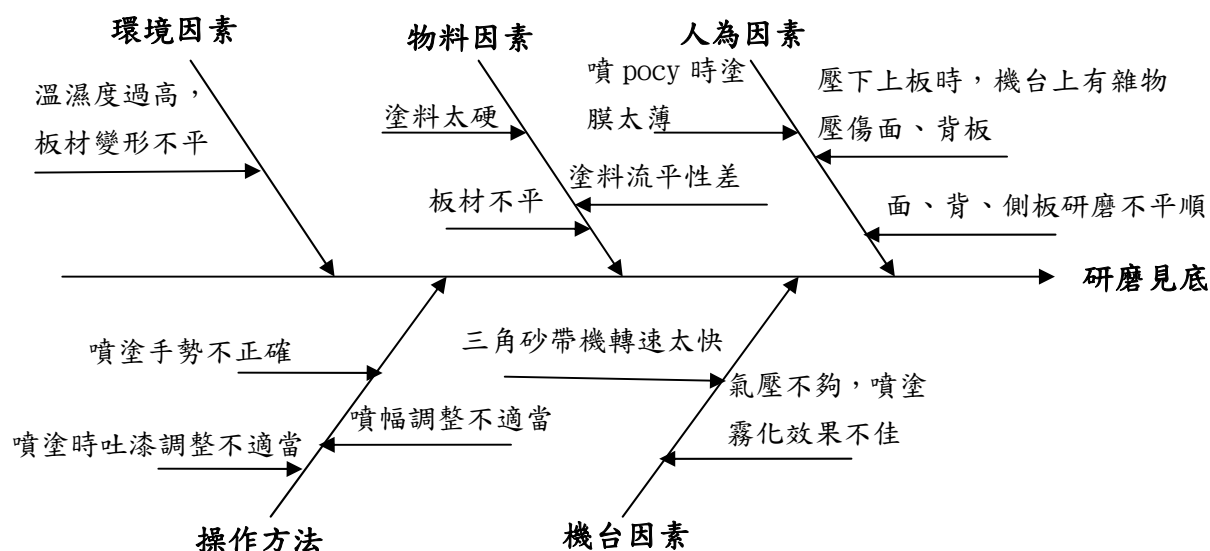 環境因素
物料因素
人為因素
溫濕度過高，
板材變形不平
塗料太硬
塗料流平性差
板材不平
噴 pocy 時塗
膜太薄
壓下上板時，機台上有雜物
壓傷面、背板
面、背、側板研磨不平順
研磨見底
噴塗手勢不正確
噴幅調整不適當
噴塗時吐漆調整不適當
三角砂帶機轉速太快
氣壓不夠，噴塗
霧化效果不佳
操作方法
機台因素